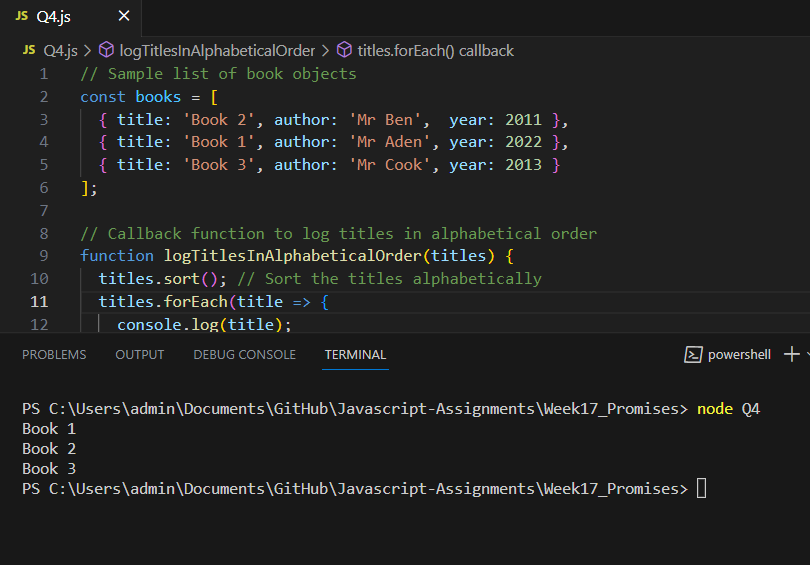 JS Q4.js ×
JS Q4.js > logTitlesInAlphabeticalOrder > titles.forEach() callback
1 // Sample list of book objects
2 const books = [
3   { title: 'Book 2', author: 'Mr Ben',  year: 2011 },
4   { title: 'Book 1', author: 'Mr Aden', year: 2022 },
5   { title: 'Book 3', author: 'Mr Cook', year: 2013 }
6 ];
7
8 // Callback function to log titles in alphabetical order
9 function logTitlesInAlphabeticalOrder(titles) {
10   titles.sort(); // Sort the titles alphabetically
11   titles.forEach(title => {
12     console.log(title);
PROBLEMS OUTPUT DEBUG CONSOLE TERMINAL powershell
PS C:\Users\admin\Documents\GitHub\Javascript-Assignments\Week17_Promises> node Q4
Book 1
Book 2
Book 3
PS C:\Users\admin\Documents\GitHub\Javascript-Assignments\Week17_Promises>